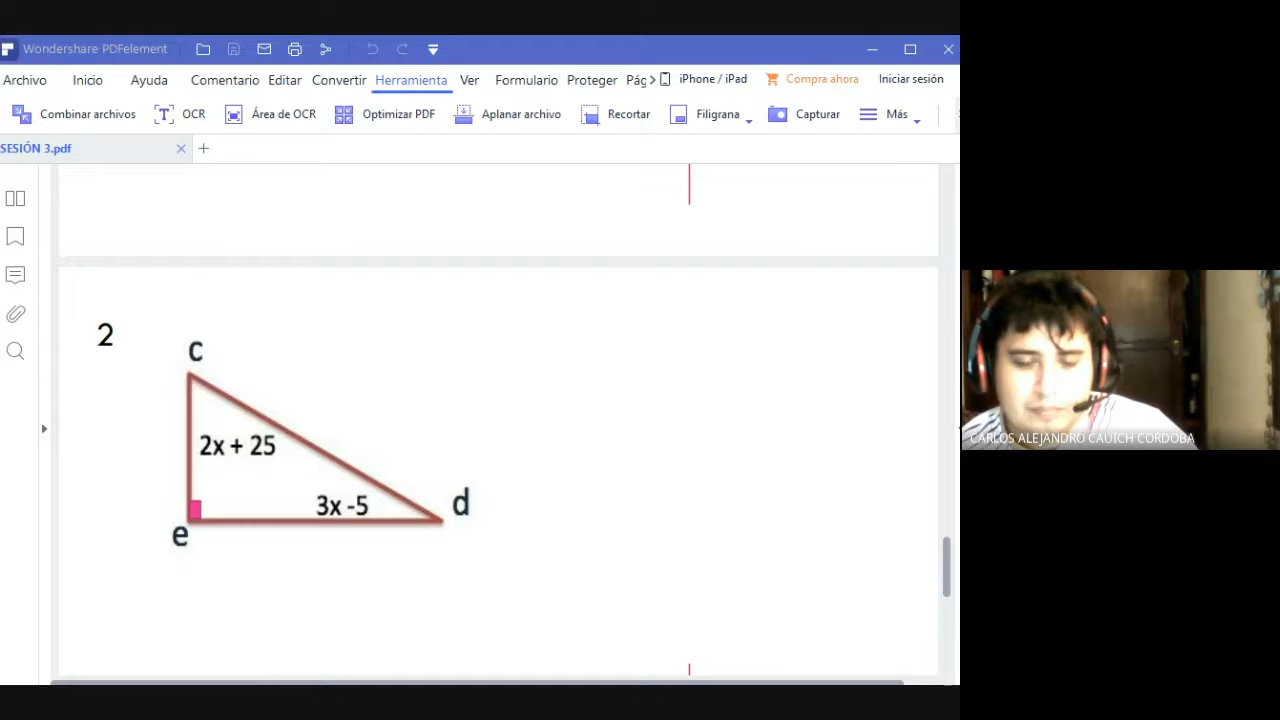 Wondershare PDFelement
Archivo Inicio Ayuda Comentario Editar Convertir Herramienta Ver Formulario Proteger Pág iPhone / iPad Compra ahora Iniciar sesión
Combinar archivos OCR Área de OCR Optimizar PDF Aplanar archivo Recortar Filigrana Capturar Más
SESIÓN 3.pdf
2
c
2x + 25
3x -5
d
e
CARLOS ALEJANDRO CAUICH CORDOBA